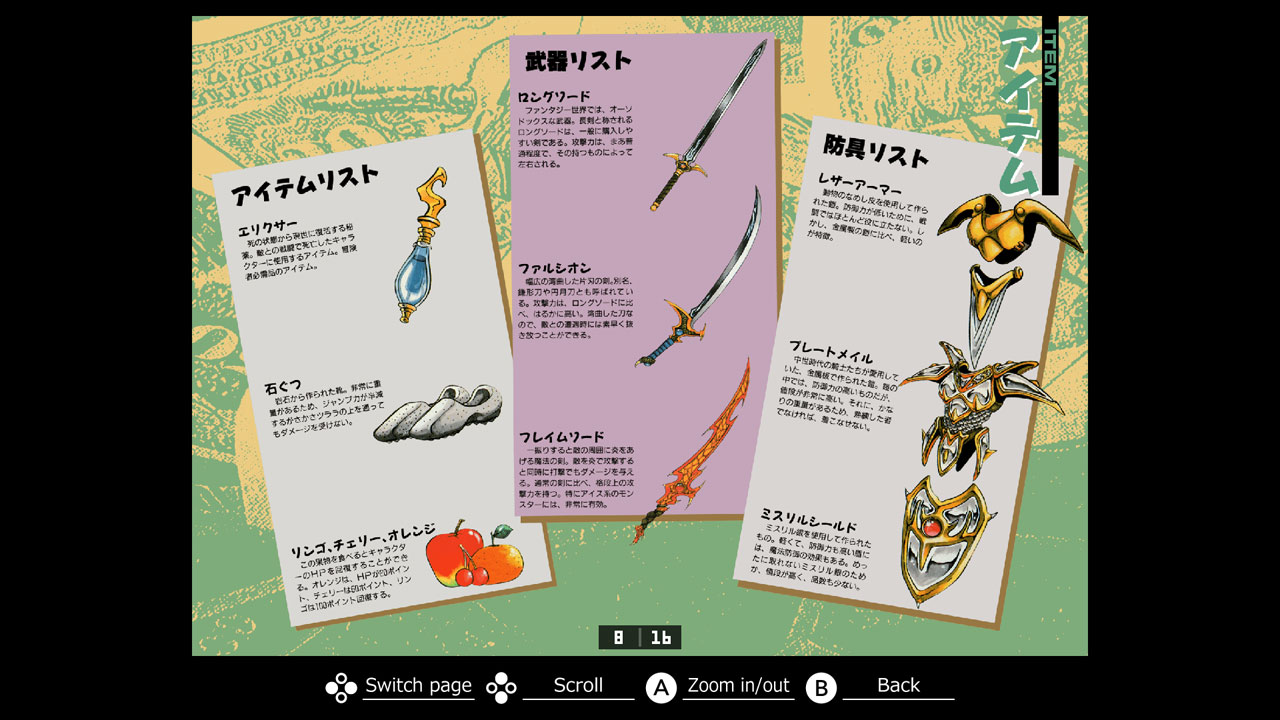 ITEM
アイテム
アイテムリスト
エリクサー
死の状態から現世に復活する秘
薬。敵との戦闘で死亡したキャラ
クターに使用するアイテム。冒険
者必需品のアイテム。
石ぐつ
岩石から作られた靴。非常に重
量があるため、ジャンプ力が半減
するがさかさツララの上を通って
もダメージを受けない。
リンゴ、チェリー、オレンジ
この果物を食べるとキャラクタ
ーのHPを回復することができ
る。オレンジは、HPが30ポイン
ト、チェリーは60ポイント、リン
ゴは100ポイント回復する。
武器リスト
ロングソード
ファンタジー世界では、オーソ
ドックスな武器。長剣と称される
ロングソードは、一般に購入しや
すい剣である。攻撃力は、まあ普
通程度で、その持つものによって
左右される。
ファルシオン
幅広の湾曲した片刃の剣。別名、
鎌形刀や円月刀とも呼ばれてい
る。攻撃力は、ロングソードに比
べ、はるかに高い。湾曲した刀な
ので、敵との遭遇時には素早く抜
き放つことができる。
フレイムソード
一振りすると敵の周囲に炎をあ
げる魔法の剣。敵を炎で攻撃する
と同時に打撃でもダメージを与え
る。通常の剣に比べ、格段上の攻
撃力を持つ。特にアイス系のモン
スターには、非常に有効。
防具リスト
レザーアーマー
動物のなめし皮を使用して作ら
れた鎧。防御力が低いために、戦
闘ではほとんど役に立たない。し
かし、金属製の鎧に比べ、軽いの
が特徴。
プレートメイル
中世時代の騎士たちが愛用して
いた、金属板で作られた鎧。鎧の
中では、防御力の高いものだが、
値段が非常に高い。それに、かな
りの重量があるため、熟練した者
でなければ、着こなせない。
ミスリルシールド
ミスリル銀を使用して作られた
もの。軽くて、防御力も高い盾に
は、魔法防御の効果もある。めっ
たに取れないミスリル銀のため
か、値段が高く、品数も少ない。
8 | 16
Switch page
Scroll
A Zoom in/out
B Back